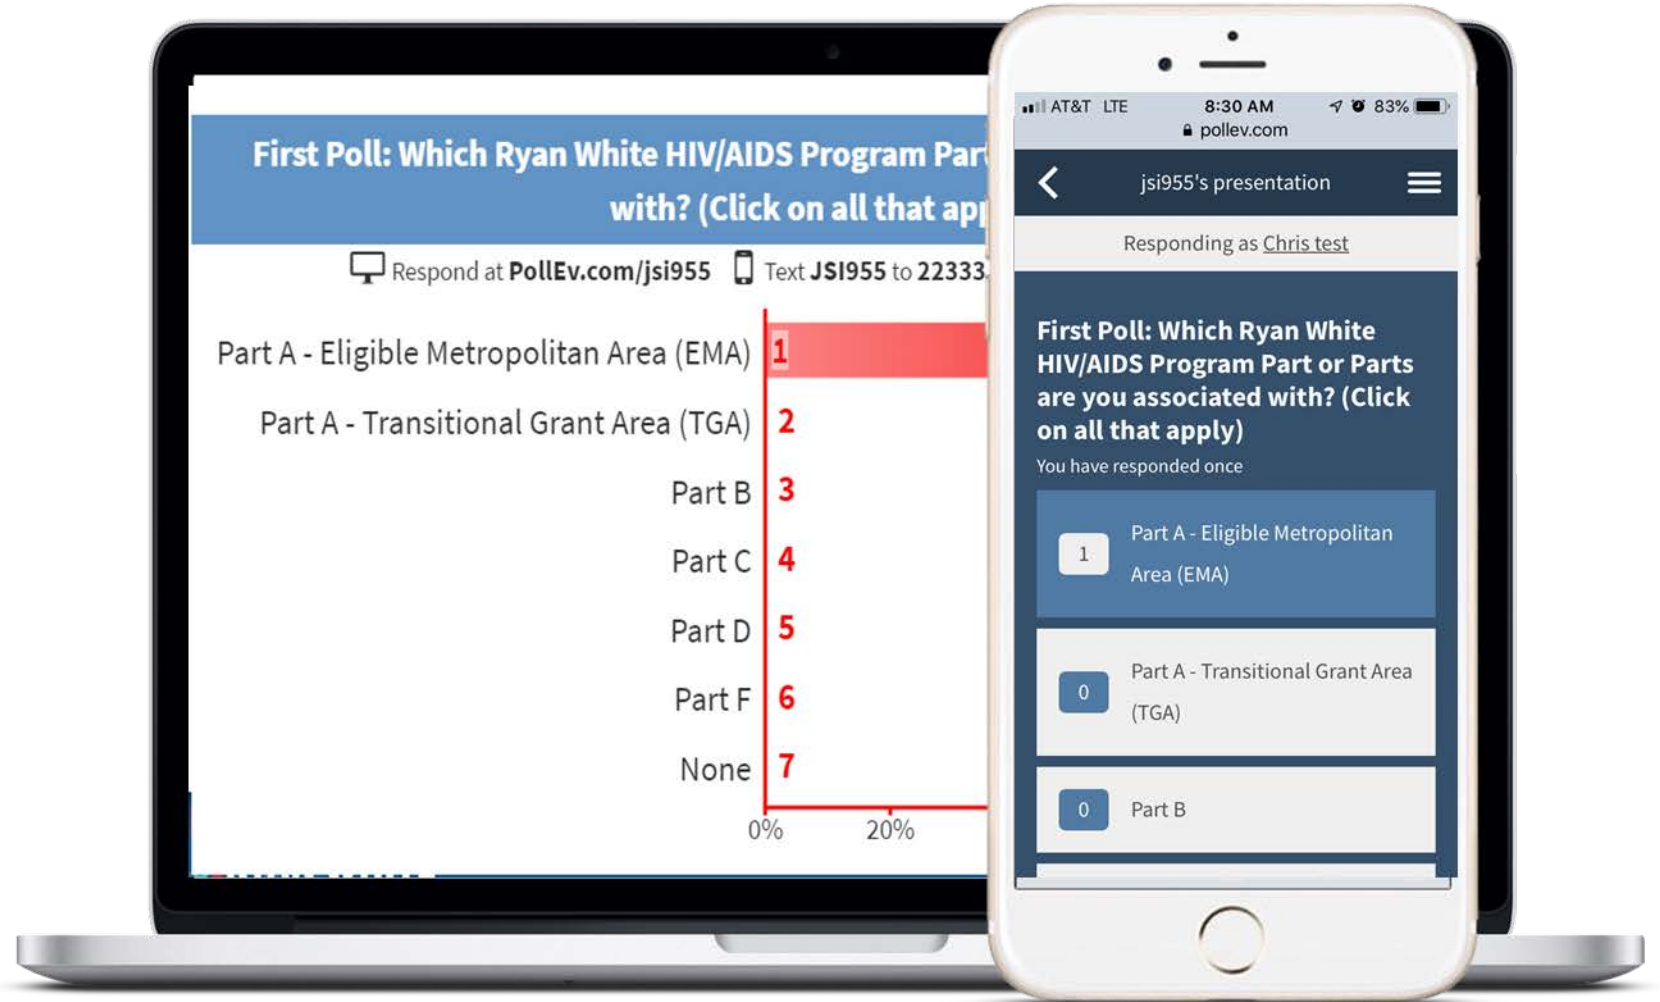 First Poll: Which Ryan White HIV/AIDS Program Par
with? (Click on all that app
Respond at PollEv.com/jsi955 Text JSI955 to 22333
Part A - Eligible Metropolitan Area (EMA) 1
Part A - Transitional Grant Area (TGA) 2
Part B 3
Part C 4
Part D 5
Part F 6
None 7
0% 20%
AT&T LTE 8:30 AM 83%
pollev.com
jsi955's presentation
Responding as Chris test
First Poll: Which Ryan White
HIV/AIDS Program Part or Parts
are you associated with? (Click
on all that apply)
You have responded once
1 Part A - Eligible Metropolitan
Area (EMA)
0 Part A - Transitional Grant Area
(TGA)
0 Part B